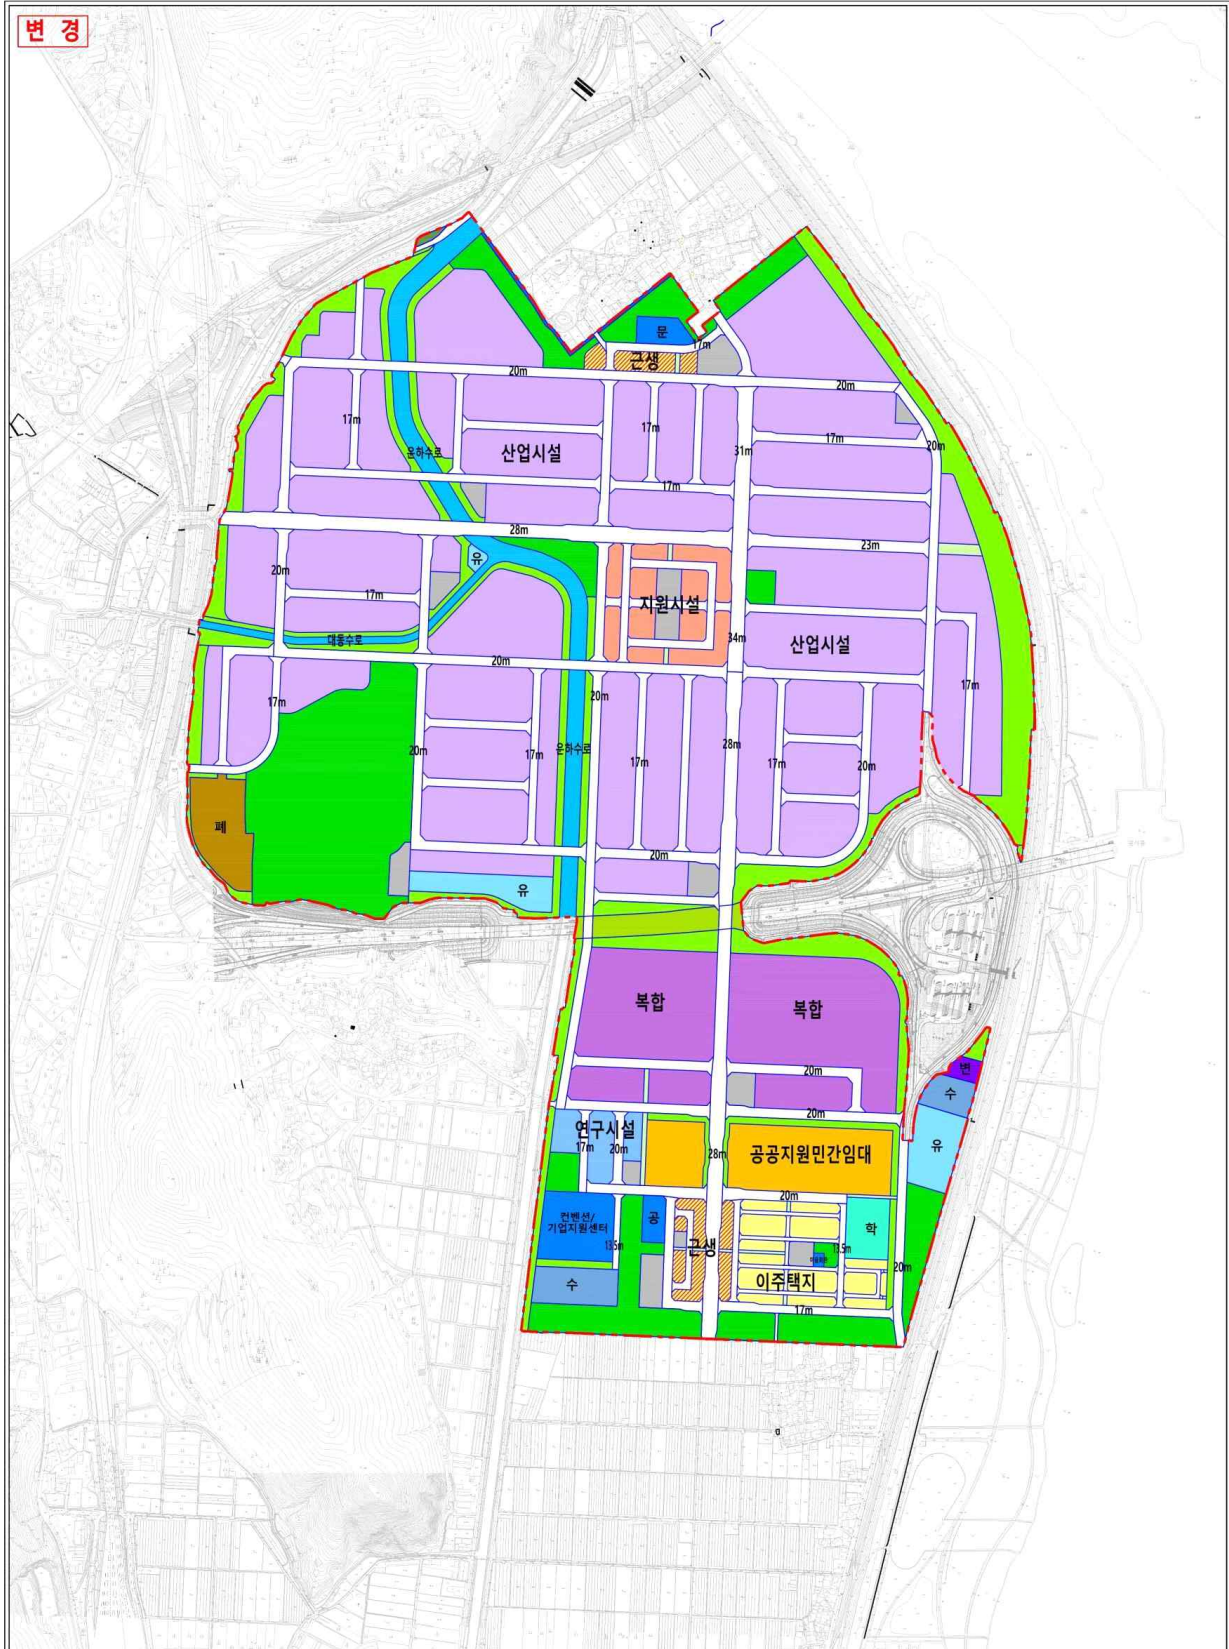 변 경
문
17m
근생
20m
20m
17m
17m
31m
17m
20m
운하수로
산업시설
17m
28m
23m
유
20m
17m
지원시설
34m
산업시설
대동수로
20m
17m
17m
20m
28m
20m
17m
운하수로
17m
17m
20m
폐
20m
유
복합
복합
20m
변
수
20m
연구시설
17m
20m
28m
공공지원민간임대
유
20m
컨벤션/
기업지원센터
공
학
13.5m
근생
13.5m
20m
수
이주택지
17m